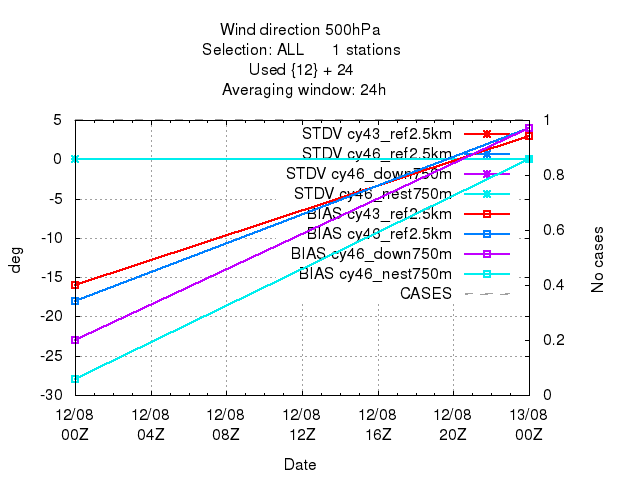 Wind direction 500hPa
Selection: ALL 1 stations
Used {12} + 24
Averaging window: 24h
5 1
STDV cy43_ref2.5km
STDV cy46_ref2.5km
0
STDV cy46_down750m
0.8
STDV cy46_nest750m
-5
BIAS cy43_ref2.5km
BIAS cy46_ref2.5km
0.6
-10
BIAS cy46_down750m
deg
No cases
BIAS cy46_nest750m
-15
0.4
CASES
-20
0.2
-25
-30 0
12/08 12/08 12/08 12/08 12/08 12/08 13/08
00Z 04Z 08Z 12Z 16Z 20Z 00Z
Date